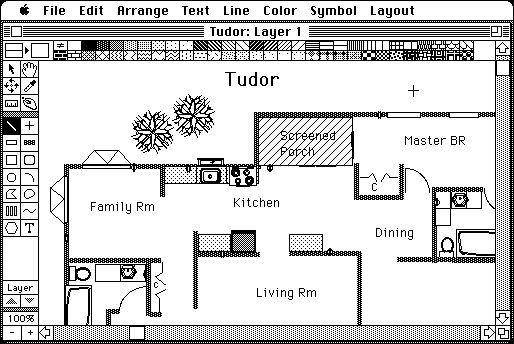 File Edit Arrange Text Line Color Symbol Layout
Tudor: Layer 1
Tudor
Screened
Porch
Master BR
C
Family Rm
Kitchen
Dining
C
Living Rm
T
Layer
100%